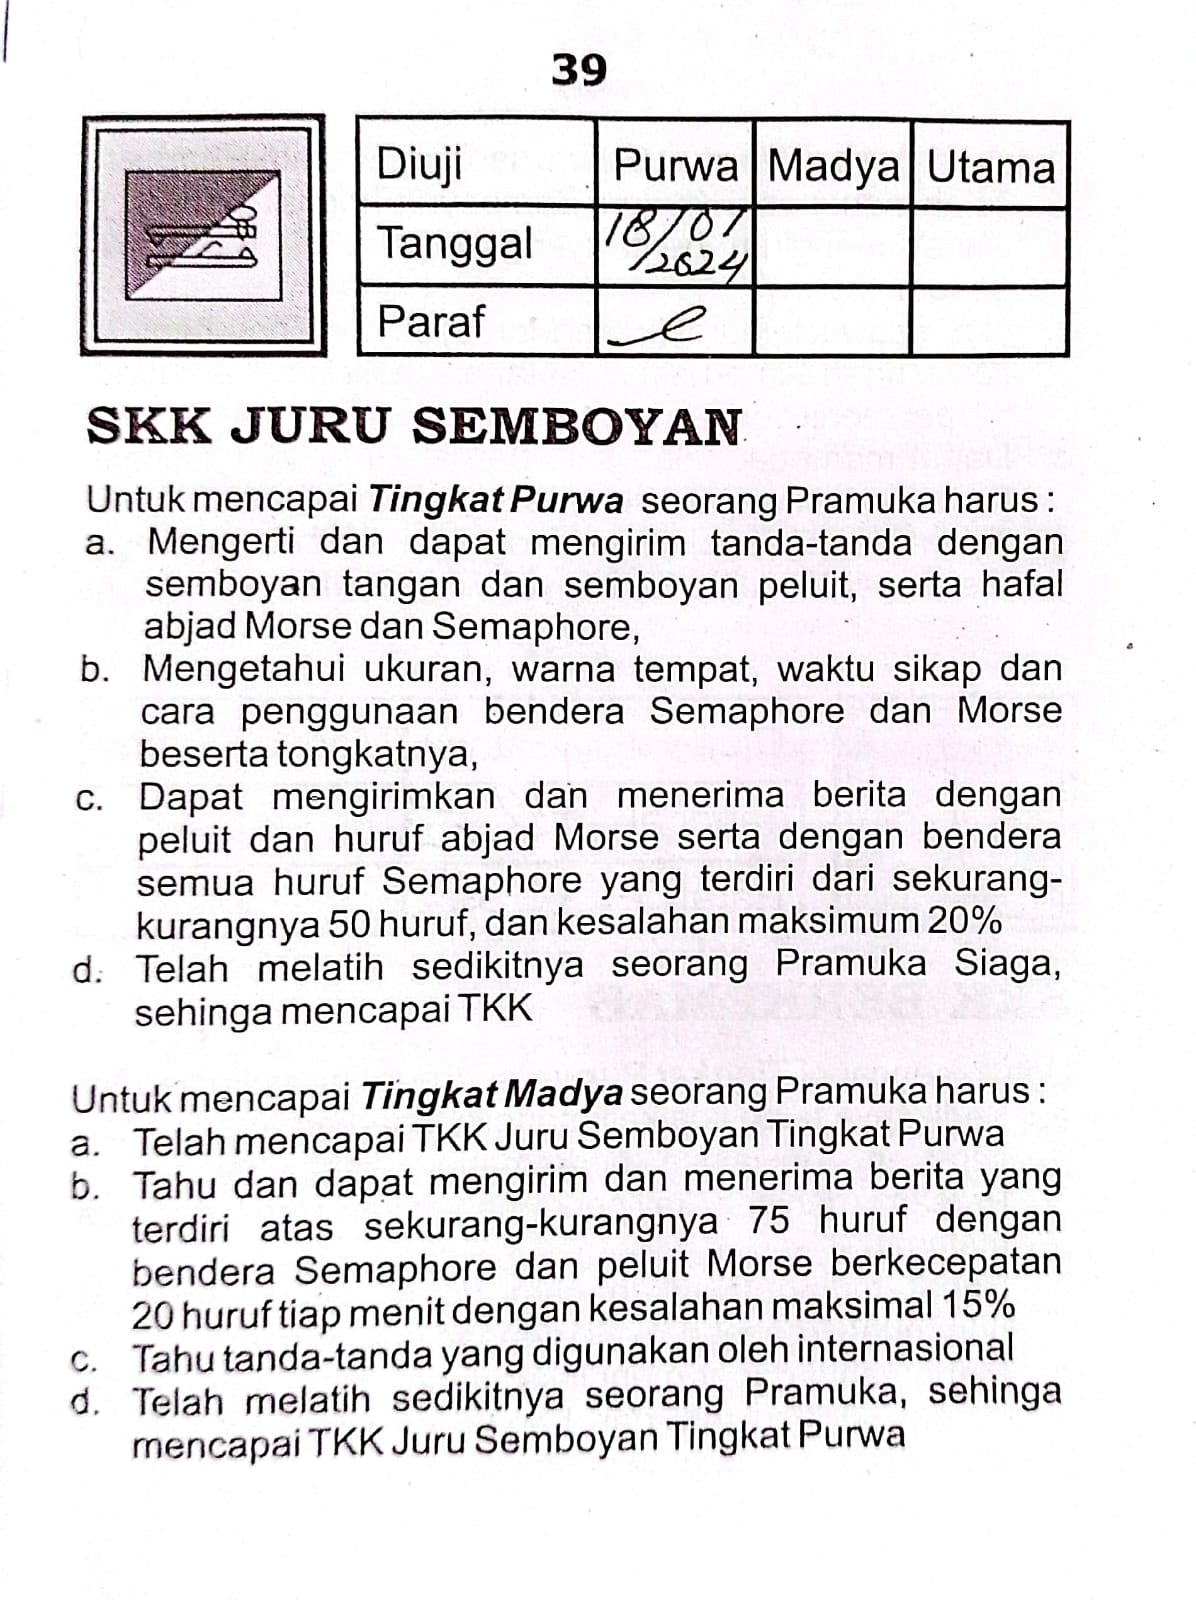 39
Diuji Purwa Madya Utama
Tanggal 18/01/2024
Paraf
SKK JURU SEMBOYAN
Untuk mencapai Tingkat Purwa seorang Pramuka harus :
a. Mengerti dan dapat mengirim tanda-tanda dengan
semboyan tangan dan semboyan peluit, serta hafal
abjad Morse dan Semaphore,
b. Mengetahui ukuran, warna tempat, waktu sikap dan
cara penggunaan bendera Semaphore dan Morse
beserta tongkatnya,
c. Dapat mengirimkan dan menerima berita dengan
peluit dan huruf abjad Morse serta dengan bendera
semua huruf Semaphore yang terdiri dari sekurang-
kurangnya 50 huruf, dan kesalahan maksimum 20%
d. Telah melatih sedikitnya seorang Pramuka Siaga,
sehinga mencapai TKK
Untuk mencapai Tingkat Madya seorang Pramuka harus :
a. Telah mencapai TKK Juru Semboyan Tingkat Purwa
b. Tahu dan dapat mengirim dan menerima berita yang
terdiri atas sekurang-kurangnya 75 huruf dengan
bendera Semaphore dan peluit Morse berkecepatan
20 huruf tiap menit dengan kesalahan maksimal 15%
c. Tahu tanda-tanda yang digunakan oleh internasional
d. Telah melatih sedikitnya seorang Pramuka, sehinga
mencapai TKK Juru Semboyan Tingkat Purwa